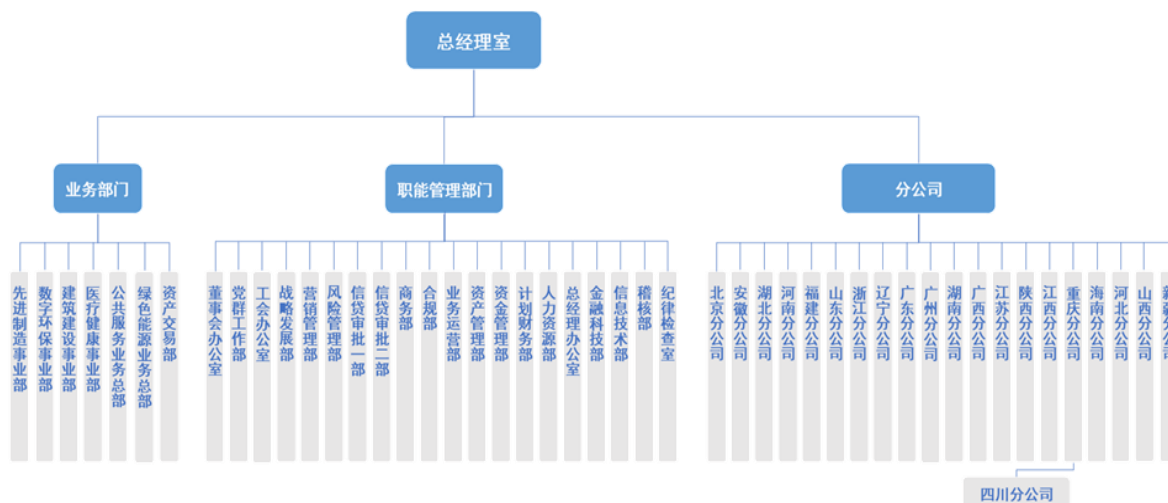 总经理室
业务部门
职能管理部门
分公司
先进制造事业部
数字环保事业部
建筑建设事业部
医疗健康事业部
公共服务业务总部
绿色能源业务总部
资产交易部
董事会办公室
党群工作部
工会办公室
战略发展部
营销管理部
风险管理部
信贷审批一部
信贷审批二部
商务部
合规部
业务运营部
资产管理部
资金管理部
计划财务部
人力资源部
总经理办公室
金融科技部
信息技术部
稽核部
纪律检查室
北京分公司
安徽分公司
湖北分公司
河南分公司
福建分公司
山东分公司
浙江分公司
辽宁分公司
广东分公司
广州分公司
湖南分公司
广西分公司
江苏分公司
陕西分公司
江西分公司
重庆分公司
海南分公司
河北分公司
山西分公司
四川分公司